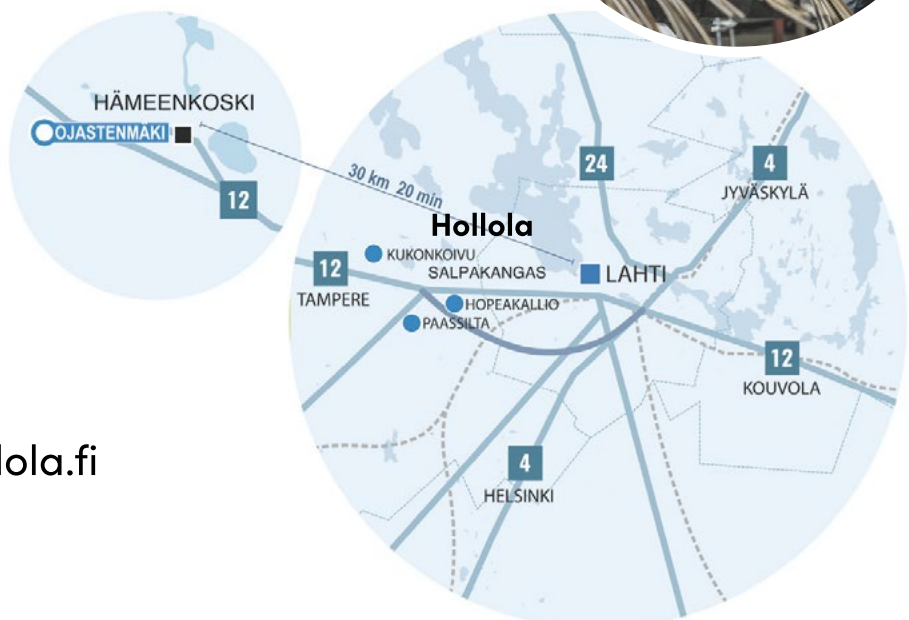 HÄMEENKOSKI
OJASTENMÄKI
12
30 km 20 min
24
4
JYVÄSKYLÄ
Hollola
KUKONKOIVU
SALPAKANGAS
12
TAMPERE
LAHTI
HOPEAKALLIO
PAASSILTA
12
KOUVOLA
4
HELSINKI
lola.fi